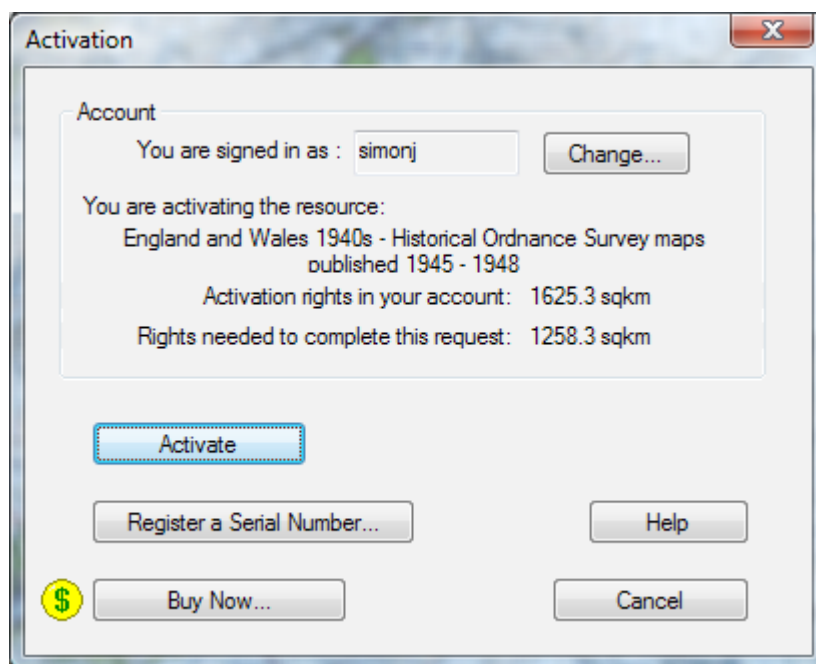 Activation
X
Account
You are signed in as : simonj Change...
You are activating the resource:
England and Wales 1940s - Historical Ordnance Survey maps
published 1945 - 1948
Activation rights in your account: 1625.3 sqkm
Rights needed to complete this request: 1258.3 sqkm
Activate
Register a Serial Number... Help
$ Buy Now... Cancel